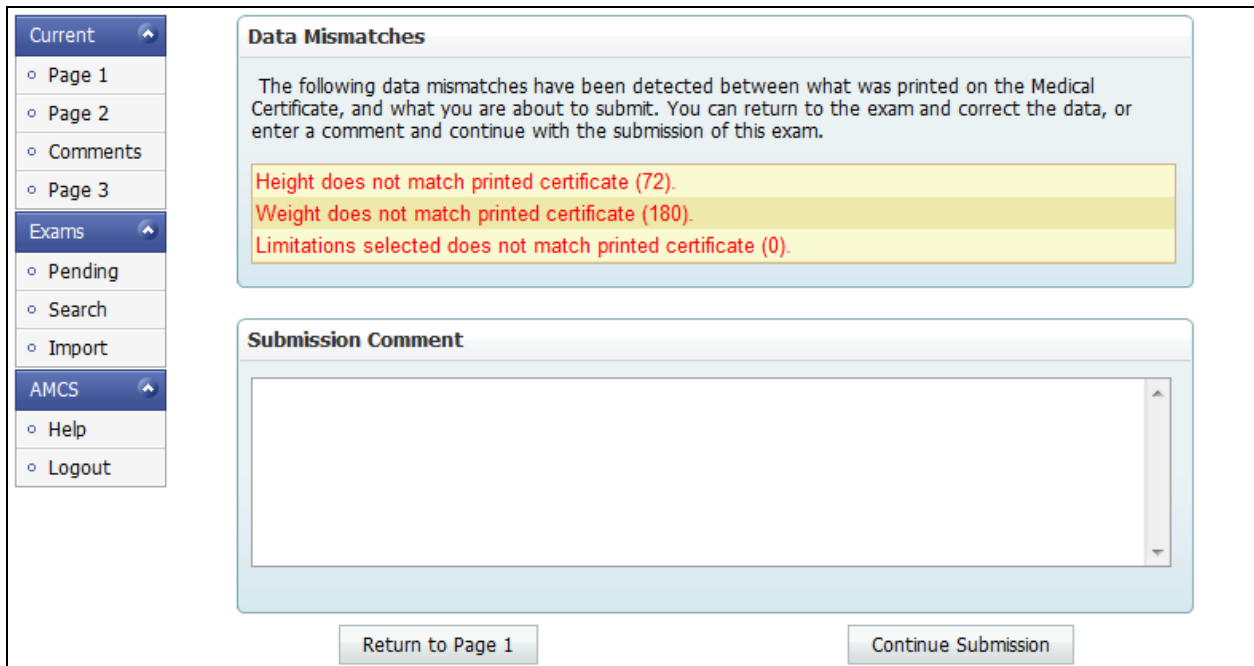 Current
Page 1
Page 2
Comments
Page 3
Exams
Pending
Search
Import
AMCS
Help
Logout
Data Mismatches
The following data mismatches have been detected between what was printed on the Medical
Certificate, and what you are about to submit. You can return to the exam and correct the data, or
enter a comment and continue with the submission of this exam.
Height does not match printed certificate (72).
Weight does not match printed certificate (180).
Limitations selected does not match printed certificate (0).
Submission Comment
Return to Page 1
Continue Submission